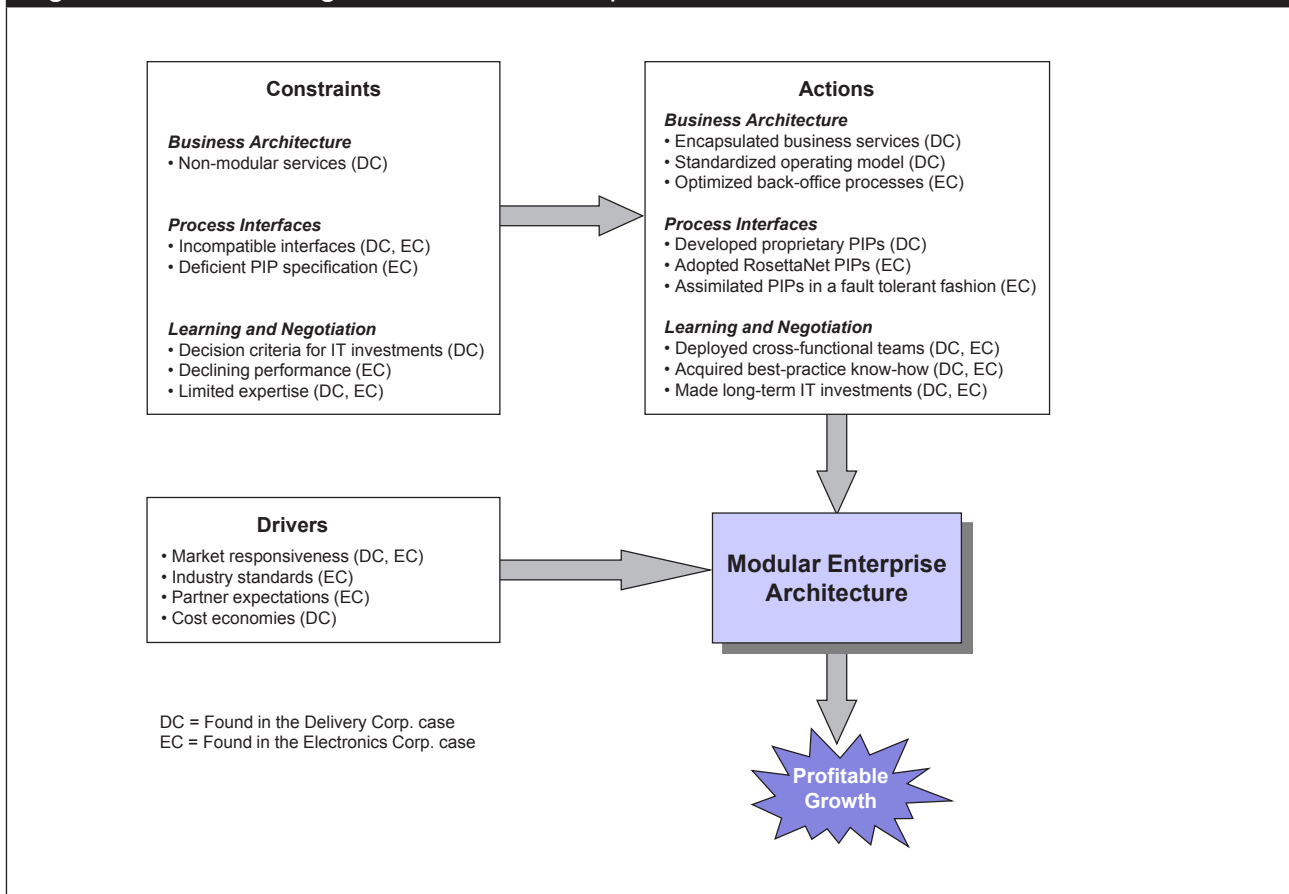 Constraints
Business Architecture
• Non-modular services (DC)
Process Interfaces
• Incompatible interfaces (DC, EC)
• Deficient PIP specification (EC)
Learning and Negotiation
• Decision criteria for IT investments (DC)
• Declining performance (EC)
• Limited expertise (DC, EC)
Actions
Business Architecture
• Encapsulated business services (DC)
• Standardized operating model (DC)
• Optimized back-office processes (EC)
Process Interfaces
• Developed proprietary PIPs (DC)
• Adopted RosettaNet PIPs (EC)
• Assimilated PIPs in a fault tolerant fashion (EC)
Learning and Negotiation
• Deployed cross-functional teams (DC, EC)
• Acquired best-practice know-how (DC, EC)
• Made long-term IT investments (DC, EC)
Drivers
• Market responsiveness (DC, EC)
• Industry standards (EC)
• Partner expectations (EC)
• Cost economies (DC)
Modular Enterprise
Architecture
DC = Found in the Delivery Corp. case
EC = Found in the Electronics Corp. case
Profitable
Growth